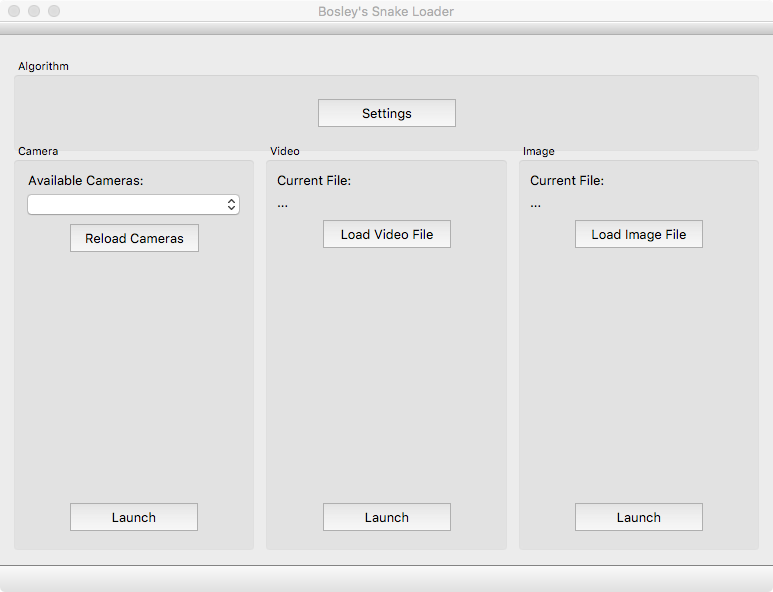 Bosley's Snake Loader
Algorithm
Settings
Camera
Available Cameras:
Reload Cameras
Launch
Video
Current File:
...
Load Video File
Launch
Image
Current File:
...
Load Image File
Launch